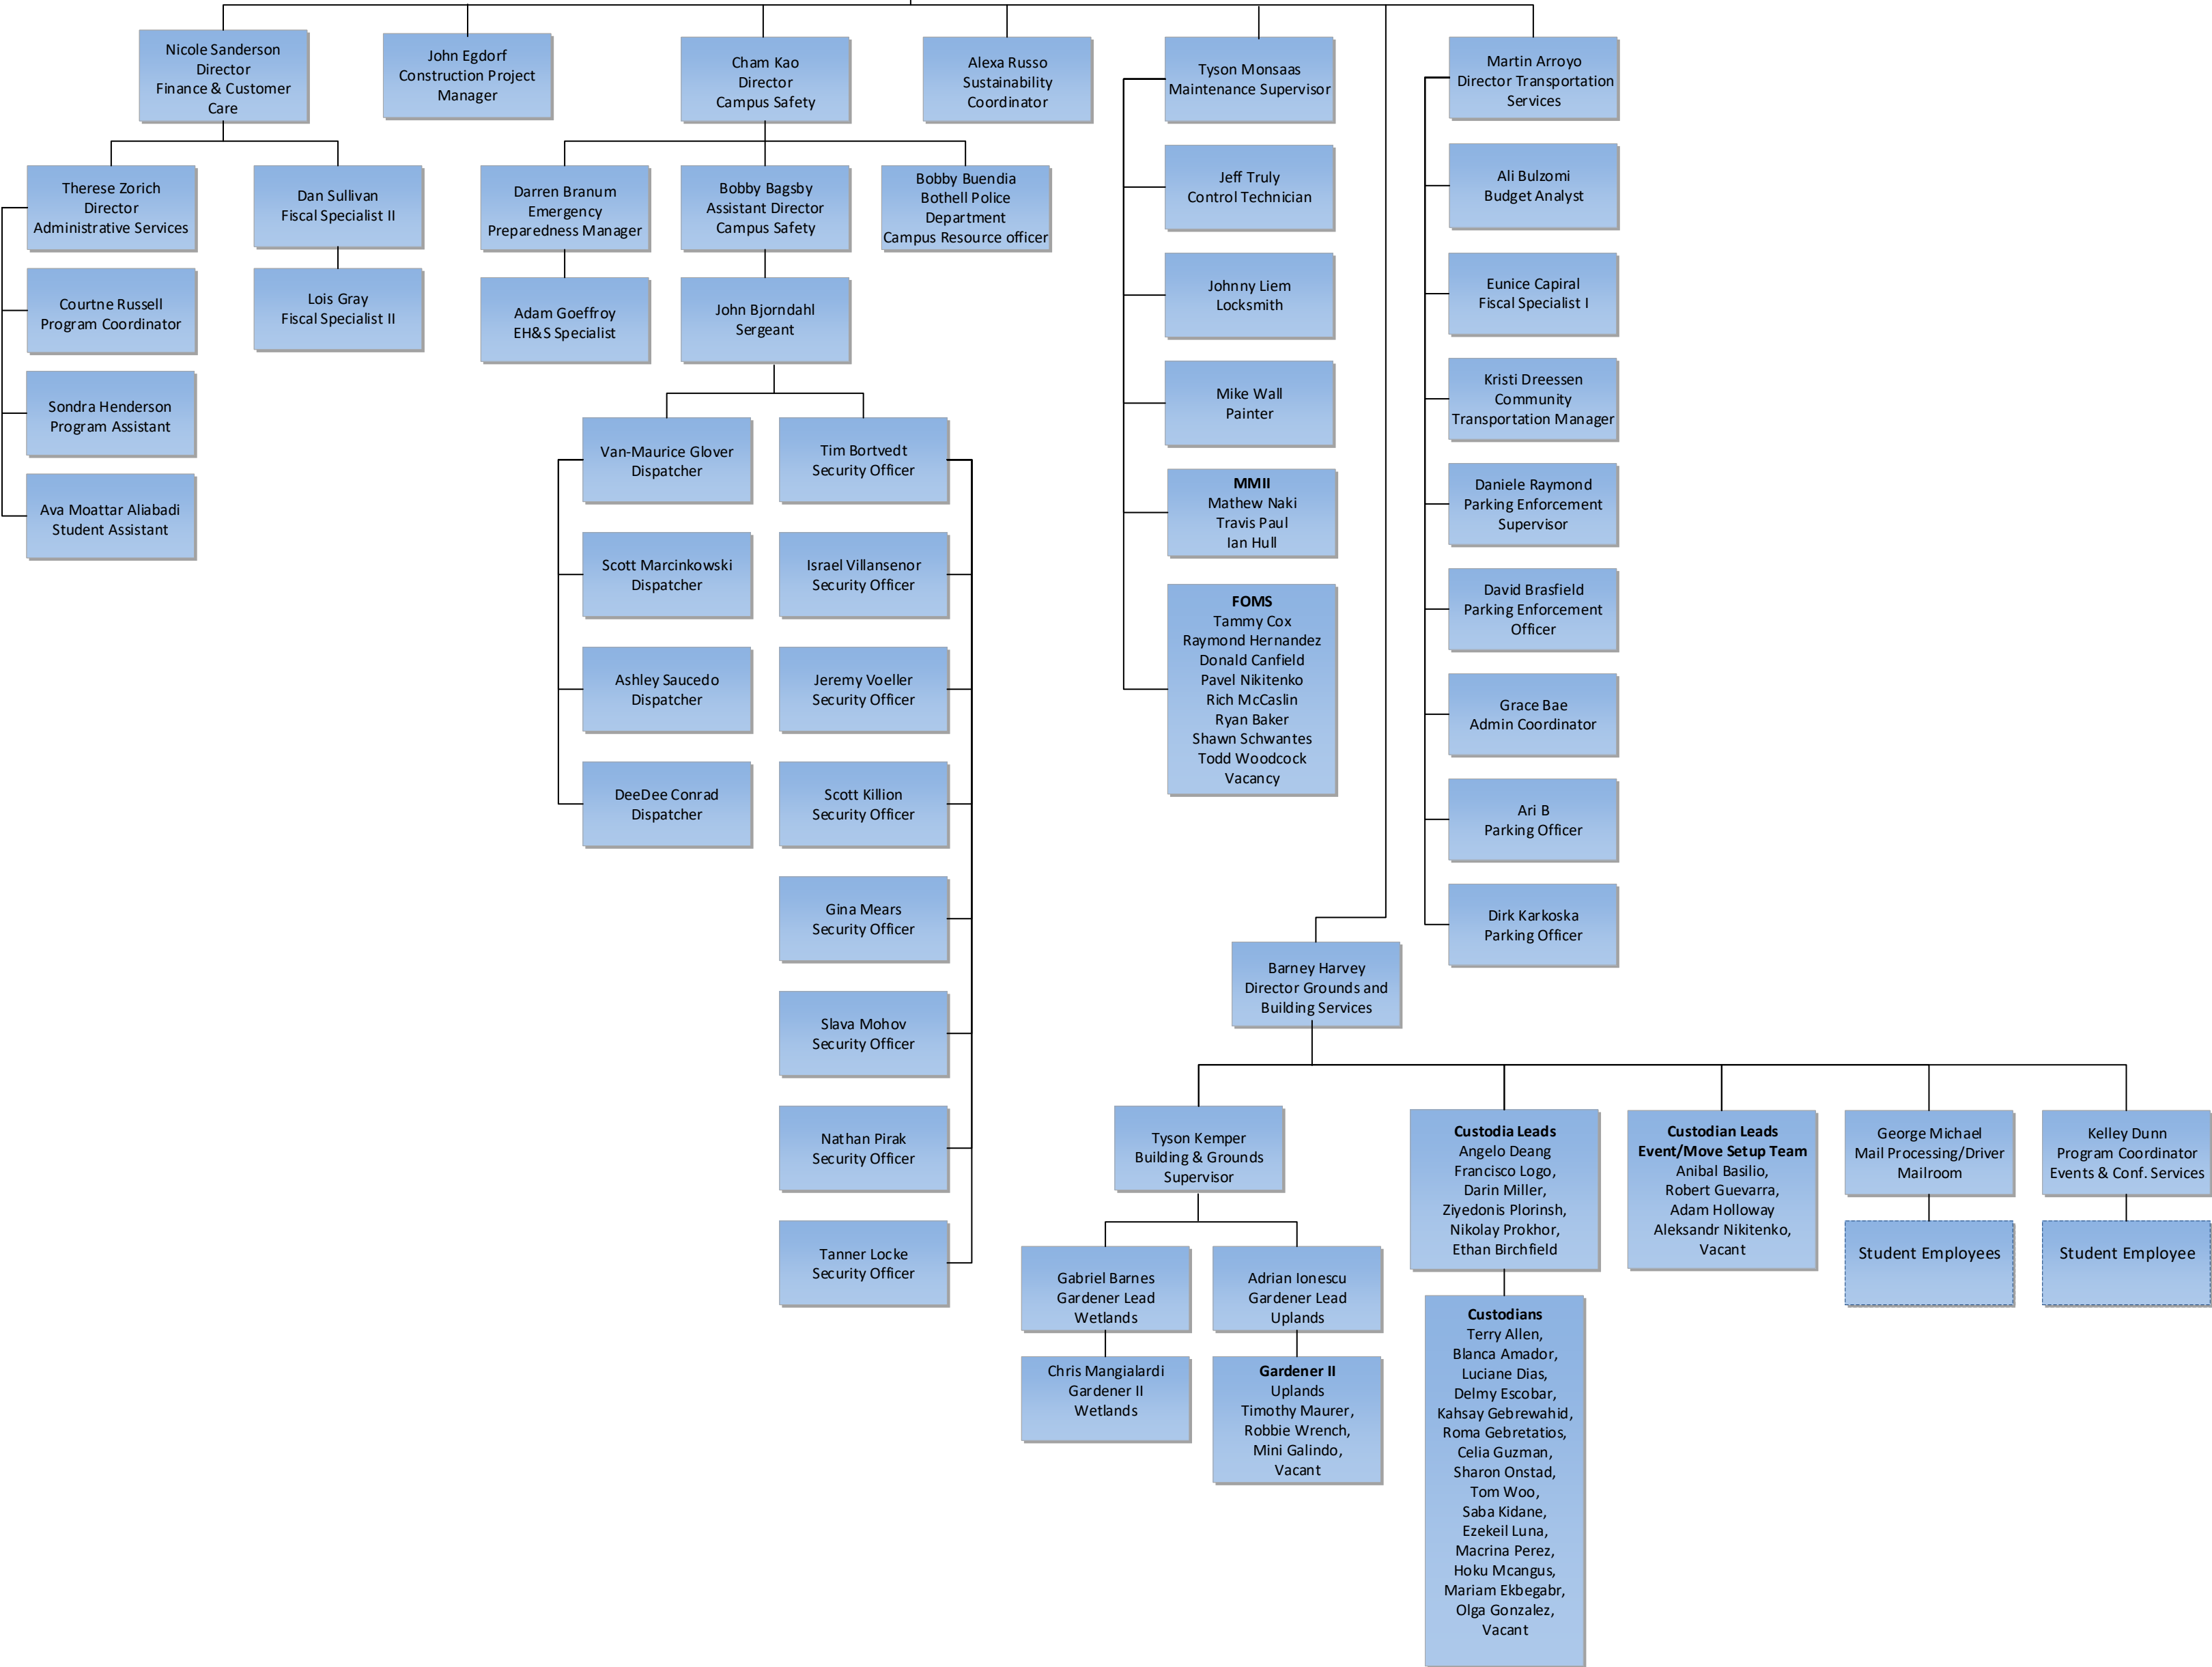 Nicole Sanderson
Director
Finance & Customer
Care
John Egdorf
Construction Project
Manager
Cham Kao
Director
Campus Safety
Alexa Russo
Sustainability
Coordinator
Tyson Monsaas
Maintenance Supervisor
Martin Arroyo
Director Transportation
Services
Therese Zorich
Director
Administrative Services
Dan Sullivan
Fiscal Specialist II
Courtne Russell
Program Coordinator
Lois Gray
Fiscal Specialist II
Sondra Henderson
Program Assistant
Ava Moattar Aliabadi
Student Assistant
Darren Branum
Emergency
Preparedness Manager
Bobby Bagsby
Assistant Director
Campus Safety
Bobby Buendia
Bothell Police
Department
Campus Resource officer
Adam Goeffroy
EH&S Specialist
John Bjorndahl
Sergeant
Van-Maurice Glover
Dispatcher
Scott Marcinkowski
Dispatcher
Ashley Saucedo
Dispatcher
DeeDee Conrad
Dispatcher
Tim Bortvedt
Security Officer
Israel Villansenor
Security Officer
Jeremy Voeller
Security Officer
Scott Killion
Security Officer
Gina Mears
Security Officer
Slava Mohov
Security Officer
Nathan Pirak
Security Officer
Tanner Locke
Security Officer
Jeff Truly
Control Technician
Johnny Liem
Locksmith
Mike Wall
Painter
MMII
Mathew Naki
Travis Paul
Ian Hull
FOMS
Tammy Cox
Raymond Hernandez
Donald Canfield
Pavel Nikitenko
Rich McCaslin
Ryan Baker
Shawn Schwantes
Todd Woodcock
Vacancy
Ali Bulzomi
Budget Analyst
Eunice Capiral
Fiscal Specialist I
Kristi Dreessen
Community
Transportation Manager
Daniele Raymond
Parking Enforcement
Supervisor
David Brasfield
Parking Enforcement
Officer
Grace Bae
Admin Coordinator
Ari B
Parking Officer
Dirk Karkoska
Parking Officer
Barney Harvey
Director Grounds and
Building Services
Tyson Kemper
Building & Grounds
Supervisor
Gabriel Barnes
Gardener Lead
Wetlands
Adrian Ionescu
Gardener Lead
Uplands
Chris Mangialardi
Gardener II
Wetlands
Gardener II
Uplands
Timothy Maurer,
Robbie Wrench,
Mini Galindo,
Vacant
Custodia Leads
Angelo Deang
Francisco Logo,
Darin Miller,
Ziyedonis Plorinsh,
Nikolay Prokhor,
Ethan Birchfield
Custodians
Terry Allen,
Blanca Amador,
Luciane Dias,
Delmy Escobar,
Kahsay Gebrewahid,
Roma Gebretatios,
Celia Guzman,
Sharon Onstad,
Tom Woo,
Saba Kidane,
Ezekeil Luna,
Macrina Perez,
Hoku Mcangus,
Mariam Ekbegabr,
Olga Gonzalez,
Vacant
Custodian Leads
Event/Move Setup Team
Anibal Basilio,
Robert Guevarra,
Adam Holloway
Aleksandr Nikitenko,
Vacant
George Michael
Mail Processing/Driver
Mailroom
Student Employees
Kelley Dunn
Program Coordinator
Events & Conf. Services
Student Employee